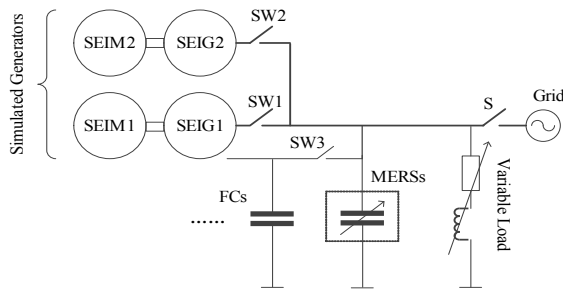 SW2
SEIM2 SEIG2
Simulated Generators
SW1
SEIM1 SEIG1
S
Grid
SW3
MERSs
FCs
......
Variable Load